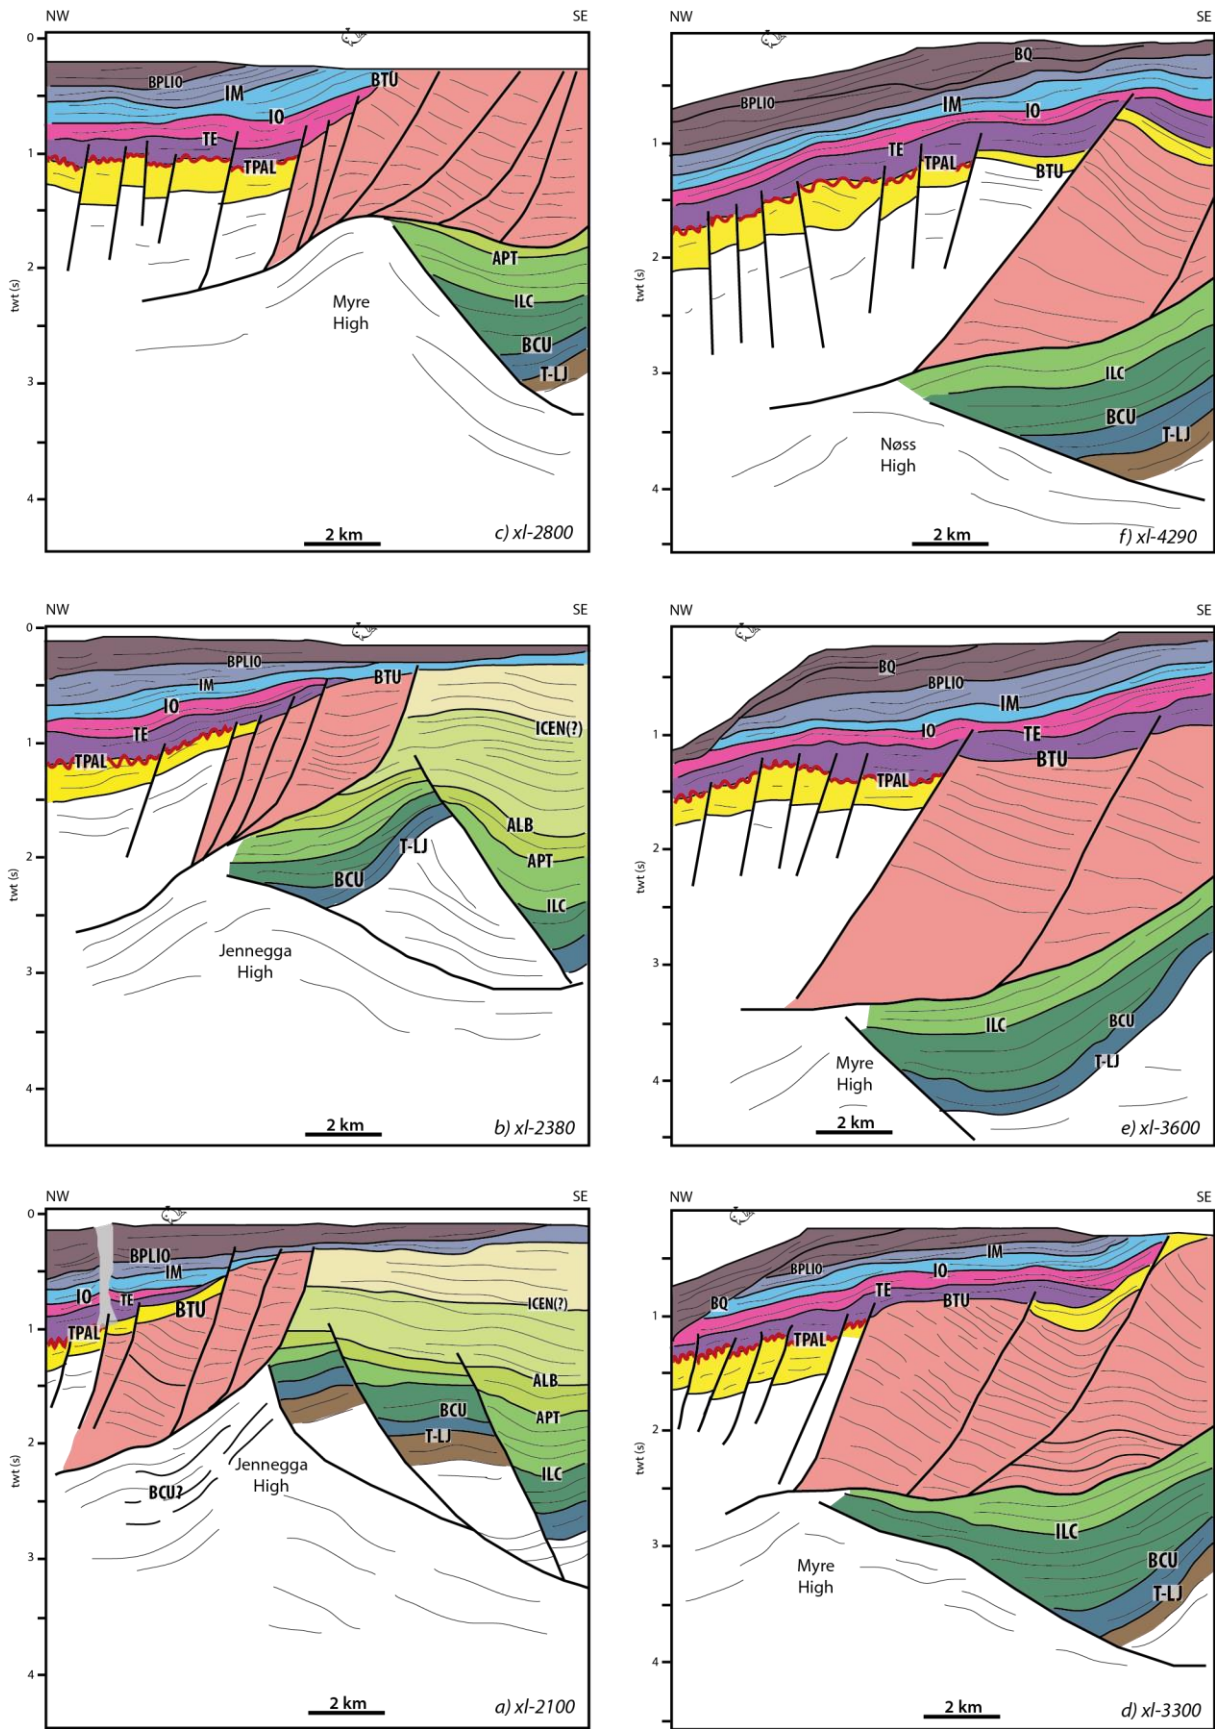 NW
SE
0
1
2
3
4
twt (s)
BPLIO
IM
BTU
IO
TE
TPAL
APT
ILC
BCU
T-LJ
Myre
High
2 km
c) xl-2800
NW
SE
1
2
3
4
twt (s)
BQ
BPLIO
IM
IO
TE
TPAL
BTU
ILC
BCU
T-LJ
Nøss
High
2 km
f) xl-4290
NW
SE
0
1
2
3
4
twt (s)
BPLIO
IM
BTU
IO
TE
TPAL
ICEN(?)
ALB
APT
T-LJ
BCU
ILC
Jennegga
High
2 km
b) xl-2380
NW
SE
1
2
3
4
twt (s)
BQ
BPLIO
IM
IO
TE
BTU
TPAL
ILC
BCU
T-LJ
Myre
High
2 km
e) xl-3600
NW
SE
0
1
2
3
4
twt (s)
BPLIO
IM
IO
TE
BTU
TPAL
ICEN(?)
ALB
APT
BCU
T-LJ
ILC
Jennegga
High
BCU?
2 km
a) xl-2100
NW
SE
1
2
3
4
twt (s)
IM
BPLIO
IO
TE
BQ
BTU
TPAL
ILC
BCU
T-LJ
Myre
High
2 km
d) xl-3300